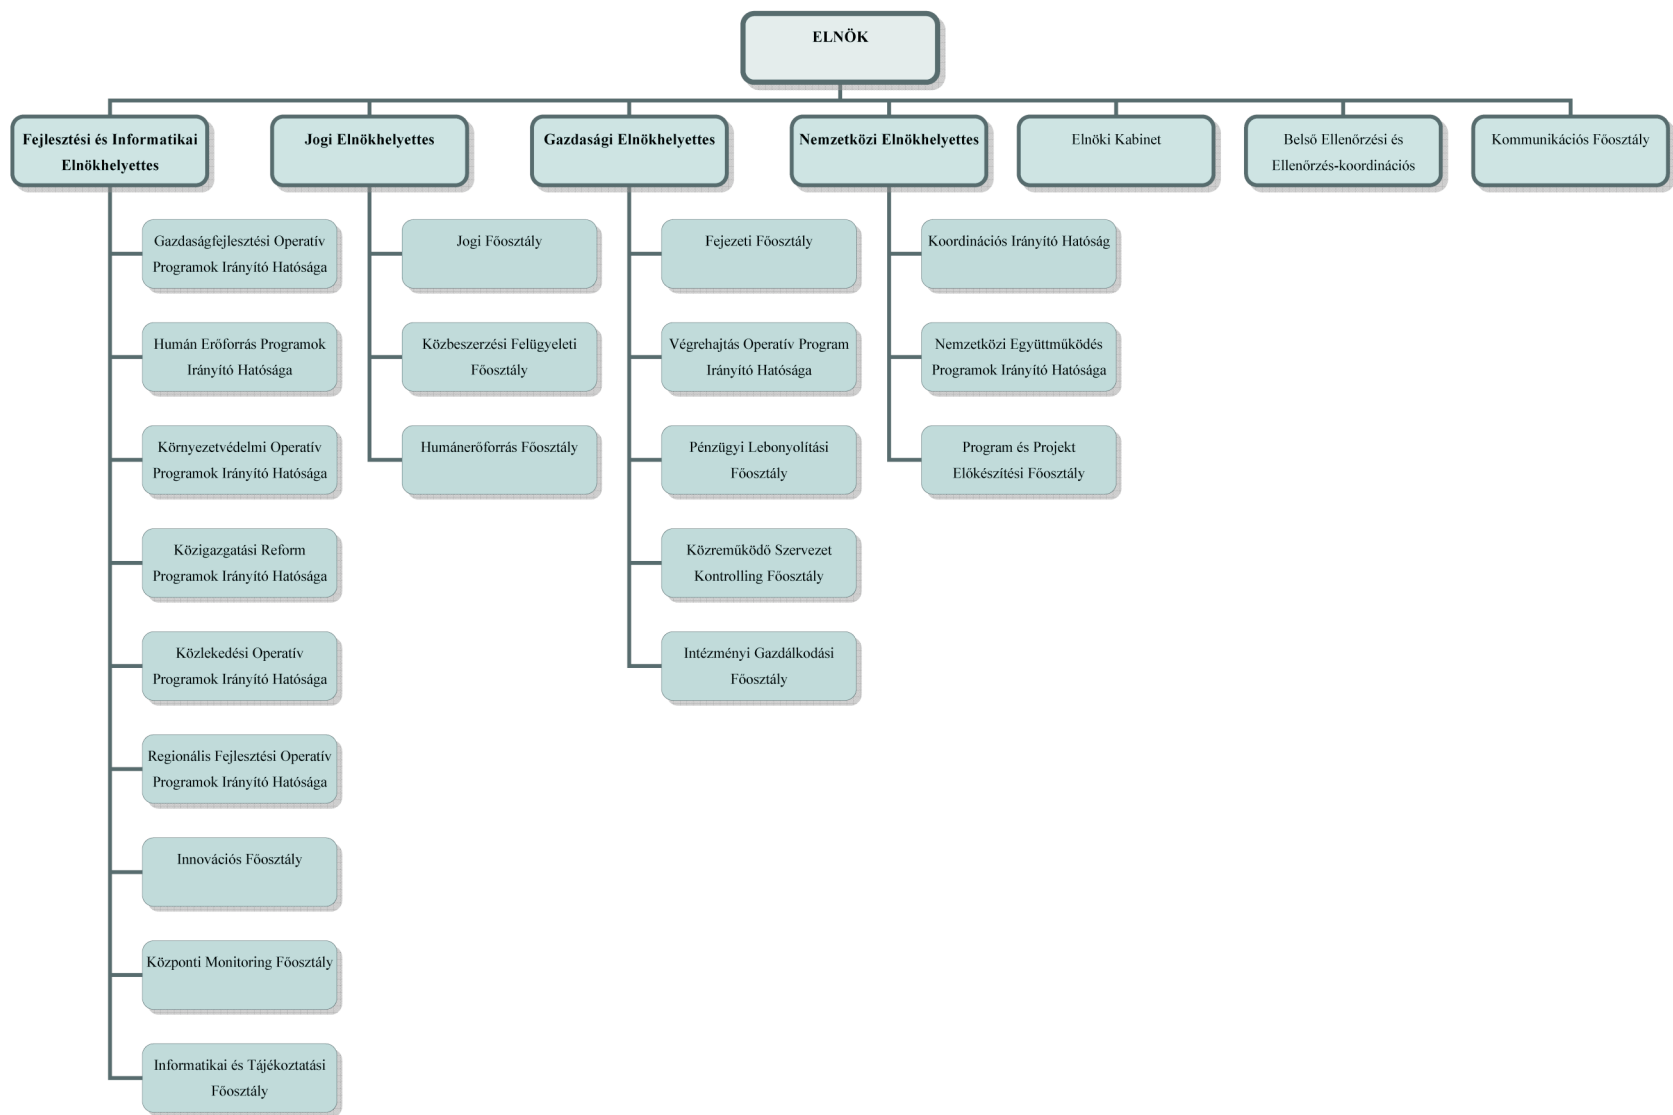 ELNÖK
Fejlesztési és Informatikai
Elnökhelyettes
Jogi Elnökhelyettes
Gazdasági Elnökhelyettes
Nemzetközi Elnökhelyettes
Elnöki Kabinet
Belső Ellenőrzési és
Ellenőrzés-koordinációs
Kommunikációs Főosztály
Gazdaságfejlesztési Operatív
Programok Irányító Hatósága
Humán Erőforrás Programok
Irányító Hatósága
Környezetvédelmi Operatív
Programok Irányító Hatósága
Közigazgatási Reform
Programok Irányító Hatósága
Közlekedési Operatív
Programok Irányító Hatósága
Regionális Fejlesztési Operatív
Programok Irányító Hatósága
Innovációs Főosztály
Központi Monitoring Főosztály
Informatikai és Tájékoztatási
Főosztály
Jogi Főosztály
Közbeszerzési Felügyeleti
Főosztály
Humánerőforrás Főosztály
Fejezeti Főosztály
Végrehajtás Operatív Program
Irányító Hatósága
Pénzügyi Lebonyolítási
Főosztály
Közreműködő Szervezet
Kontrolling Főosztály
Intézményi Gazdálkodási
Főosztály
Koordinációs Irányító Hatóság
Nemzetközi Együttműködés
Programok Irányító Hatósága
Program és Projekt
Előkészítési Főosztály